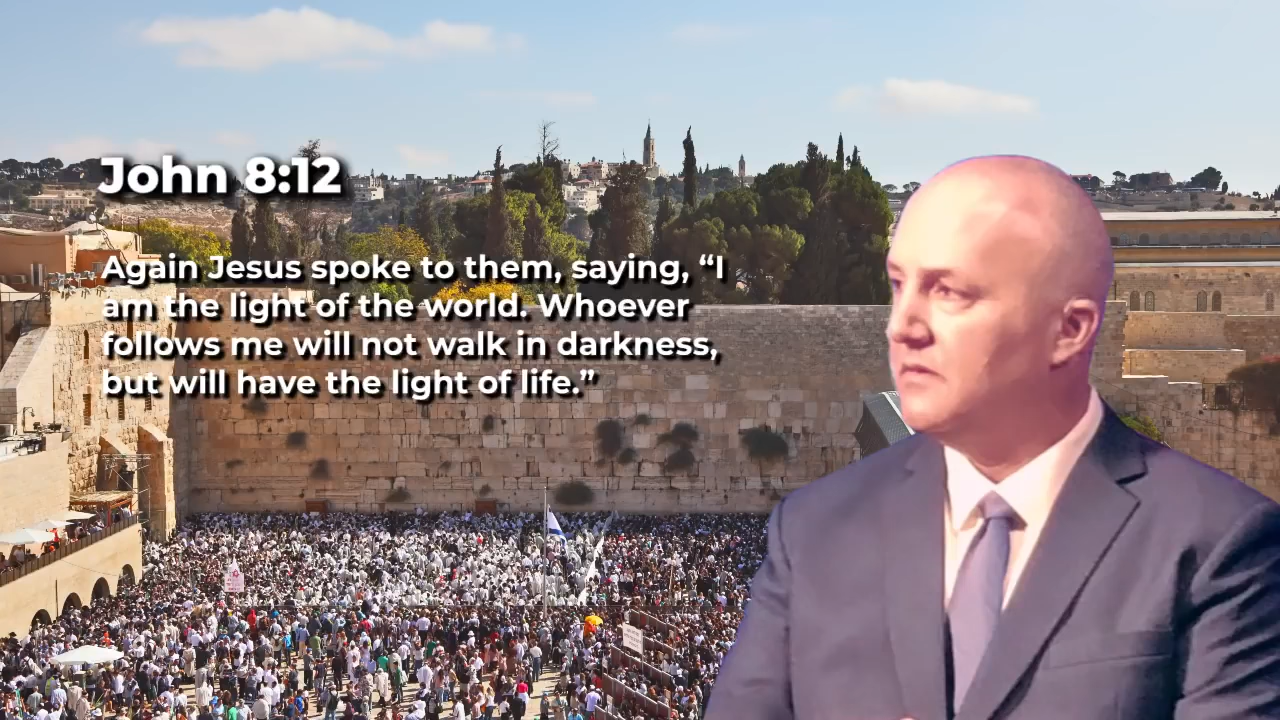 John 8:12
Again Jesus spoke to them, saying, “I
am the light of the world. Whoever
follows me will not walk in darkness,
but will have the light of life.”